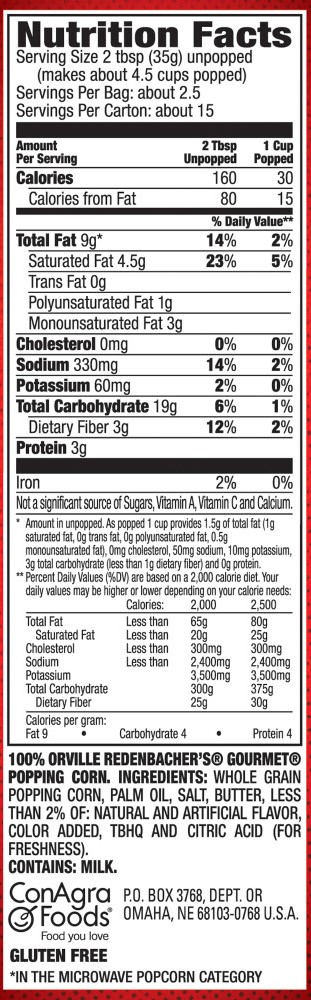 Nutrition Facts
Serving Size 2 tbsp (35g) unpopped
(makes about 4.5 cups popped)
Servings Per Bag: about 2.5
Servings Per Carton: about 15
Amount Per Serving 2 Tbsp Unpopped 1 Cup Popped
Calories 160 30
Calories from Fat 80 15
% Daily Value**
Total Fat 9g* 14% 2%
Saturated Fat 4.5g 23% 5%
Trans Fat 0g
Polyunsaturated Fat 1g
Monounsaturated Fat 3g
Cholesterol 0mg 0% 0%
Sodium 330mg 14% 2%
Potassium 60mg 2% 0%
Total Carbohydrate 19g 6% 1%
Dietary Fiber 3g 12% 2%
Protein 3g
Iron 2% 0%
Not a significant source of Sugars, Vitamin A, Vitamin C and Calcium.
* Amount in unpopped. As popped 1 cup provides 1.5g of total fat (1g
saturated fat, 0g trans fat, 0g polyunsaturated fat, 0.5g
monounsaturated fat), 0mg cholesterol, 50mg sodium, 10mg potassium,
3g total carbohydrate (less than 1g dietary fiber) and 0g protein.
** Percent Daily Values (%DV) are based on a 2,000 calorie diet. Your
daily values may be higher or lower depending on your calorie needs:
Calories: 2,000 2,500
Total Fat Less than 65g 80g
Saturated Fat Less than 20g 25g
Cholesterol Less than 300mg 300mg
Sodium Less than 2,400mg 2,400mg
Potassium 3,500mg 3,500mg
Total Carbohydrate 300g 375g
Dietary Fiber 25g 30g
Calories per gram:
Fat 9 • Carbohydrate 4 • Protein 4
100% ORVILLE REDENBACHER'S® GOURMET®
POPPING CORN. INGREDIENTS: WHOLE GRAIN
POPPING CORN, PALM OIL, SALT, BUTTER, LESS
THAN 2% OF: NATURAL AND ARTIFICIAL FLAVOR,
COLOR ADDED, TBHQ AND CITRIC ACID (FOR
FRESHNESS).
CONTAINS: MILK.
ConAgra Foods®
Food you love
P.O. BOX 3768, DEPT. OR
OMAHA, NE 68103-0768 U.S.A.
GLUTEN FREE
*IN THE MICROWAVE POPCORN CATEGORY